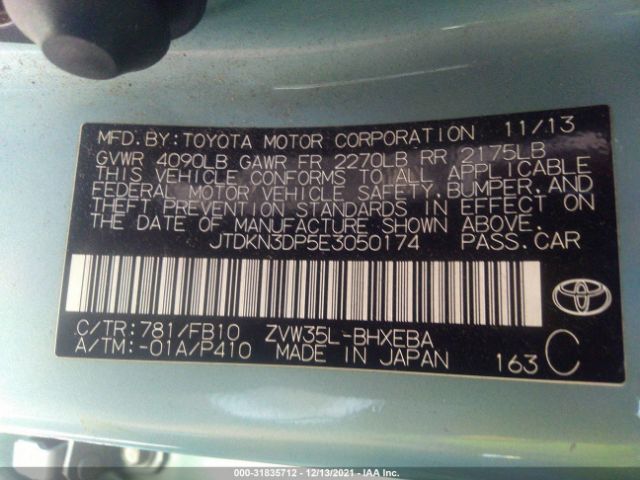 MFD.BY:TOYOTA MOTOR CORPORATION 11/13
GVWR 4090LB GAWR FR 2270LB RR 2175LB
THIS VEHICLE CONFORMS TO ALL APPLICABLE
FEDERAL MOTOR VEHICLE SAFETY, BUMPER, AND
THEFT PREVENTION STANDARDS IN EFFECT ON
THE DATE OF MANUFACTURE SHOWN ABOVE.
JTDKN3DP5E3050174 PASS.CAR
C/TR:781/FB10 ZVW35L-BHXEBA
A/TM:-01A/P410 MADE IN JAPAN 163 C
000-31835712 - 12/13/2021 - IAA Inc.